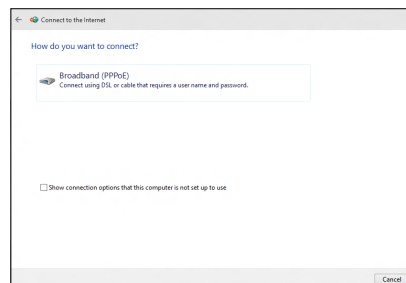 Connect to the Internet
How do you want to connect?
Broadband (PPPoE)
Connect using DSL or cable that requires a user name and password.
Show connection options that this computer is not set up to use
Cancel